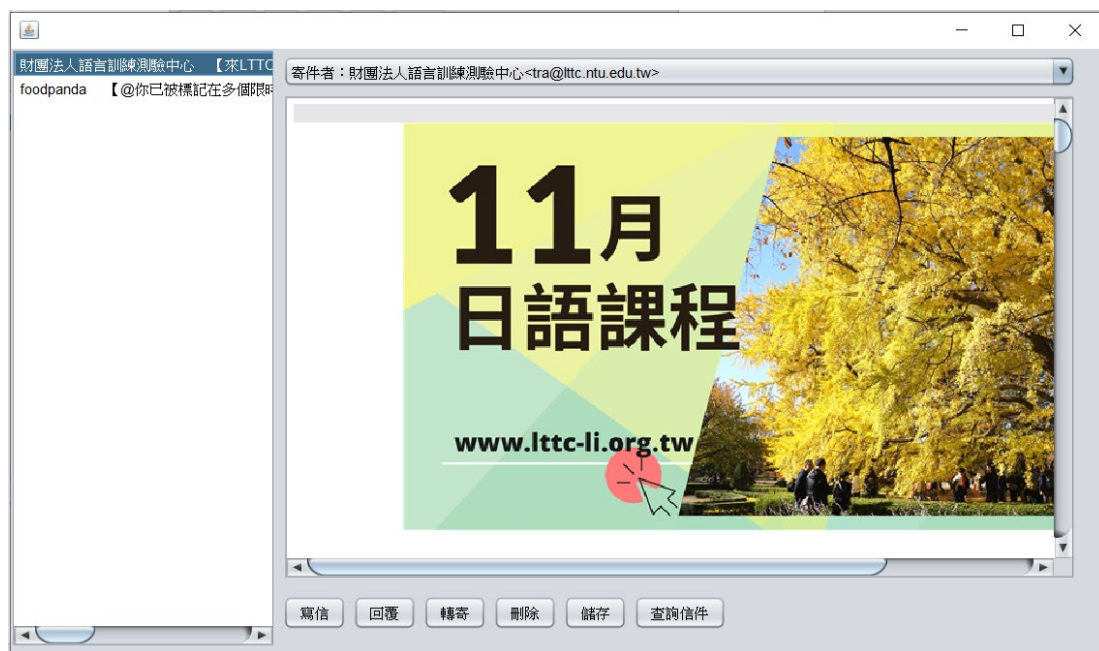 財團法人語言訓練測驗中心 【來LTTC
foodpanda 【@你已被標記在多個限時
寄件者：財團法人語言訓練測驗中心<tra@lttc.ntu.edu.tw>
11月
日語課程
www.lttc-li.org.tw
寫信 回覆 轉寄 刪除 儲存 查詢信件